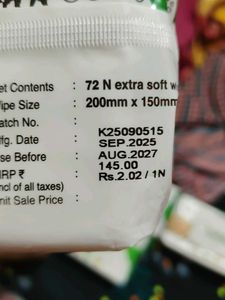 et Contents : 72 N extra soft w
ipe Size : 200mm x 150mm
atch No. : K25090515
fg. Date : SEP.2025
se Before : AUG.2027
RP ₹ : 145.00
ncl of all taxes) Rs.2.02 / 1N
nit Sale Price :